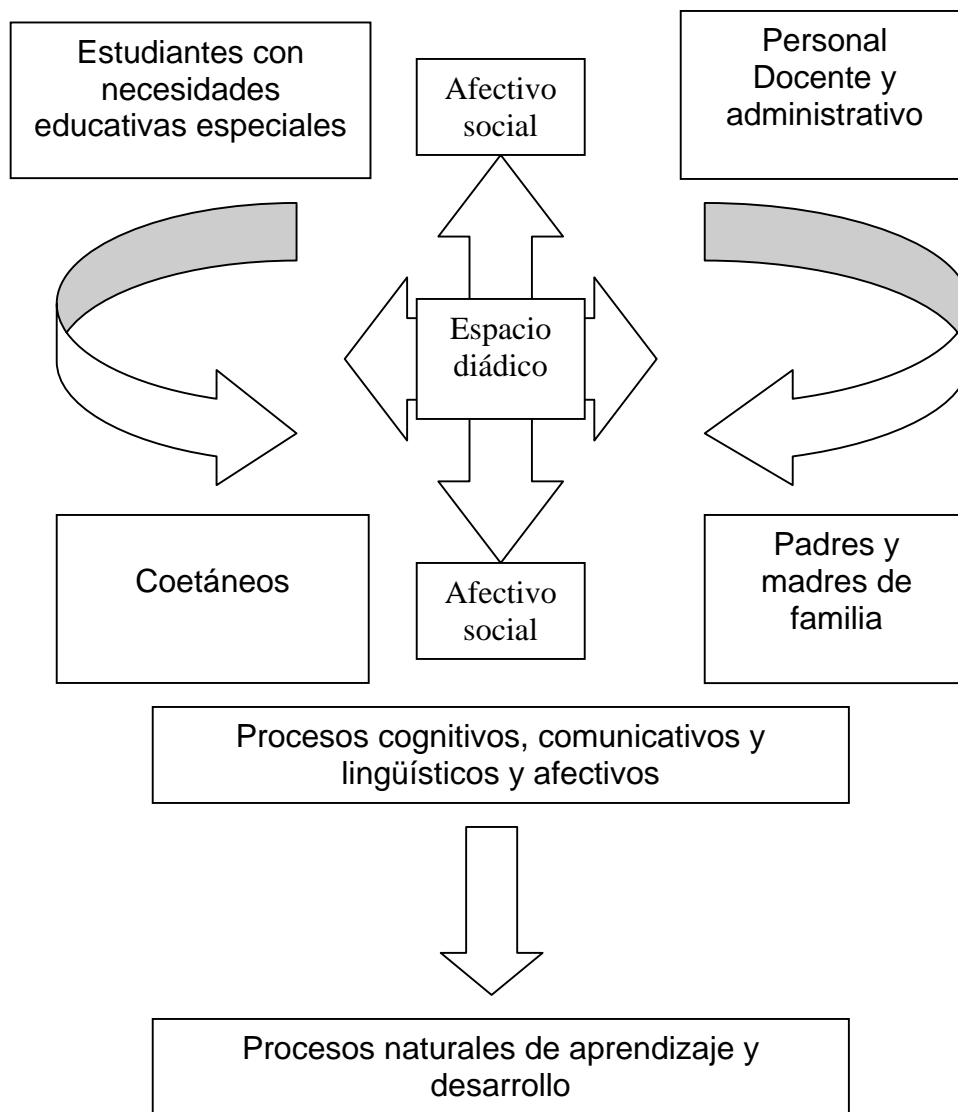 Estudiantes con
necesidades
educativas especiales
Afectivo
social
Personal
Docente y
administrativo
Espacio
diádico
Coetáneos
Afectivo
social
Padres y
madres de
familia
Procesos cognitivos, comunicativos y
lingüísticos y afectivos
Procesos naturales de aprendizaje y
desarrollo